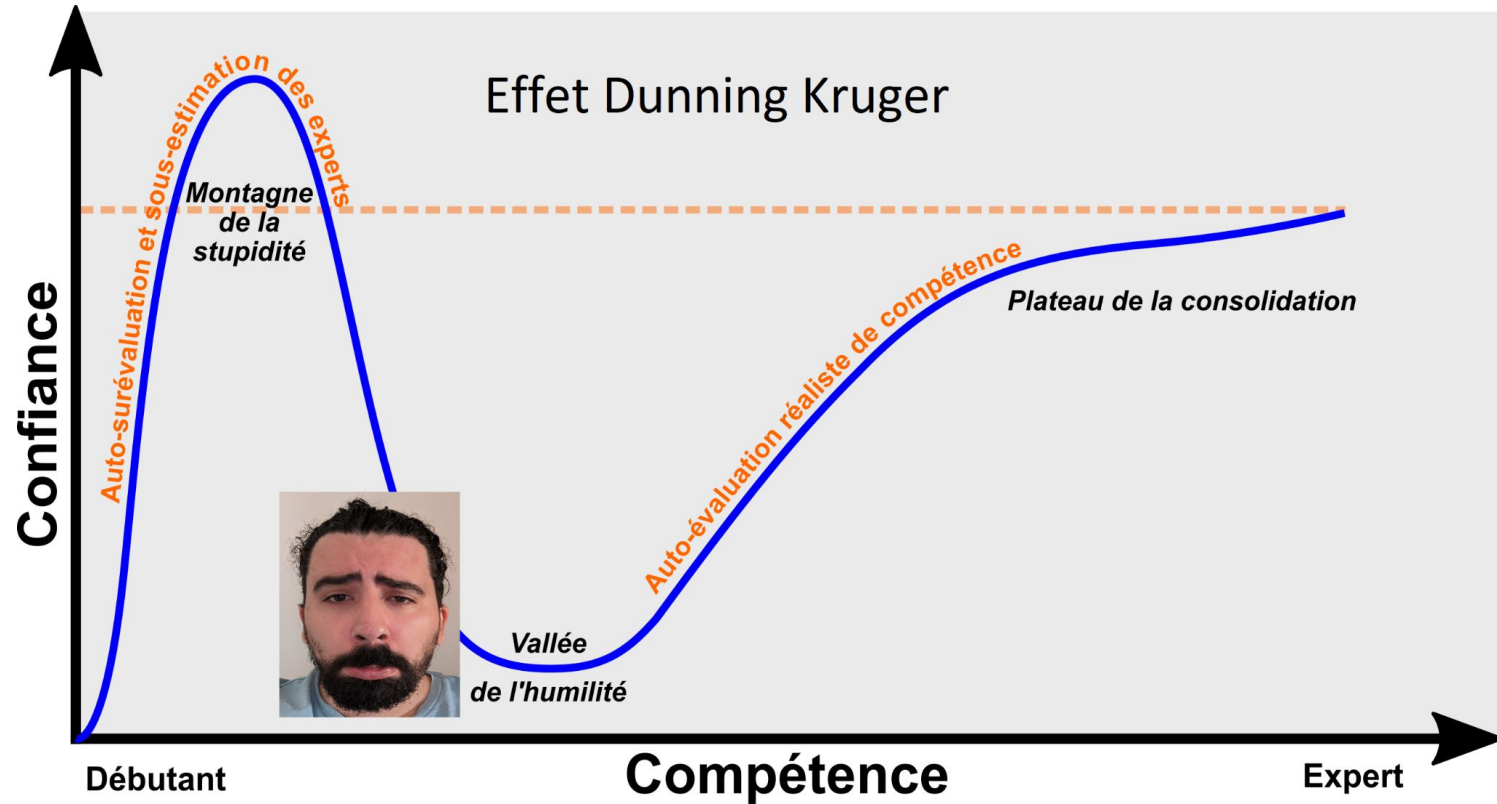 Effet Dunning Kruger
Auto-surévaluation et sous-estimation des experts
Montagne
de la
stupidité
Confiance
Auto-évaluation réaliste de compétence
Plateau de la consolidation
Vallée
de l'humilité
Débutant
Compétence
Expert